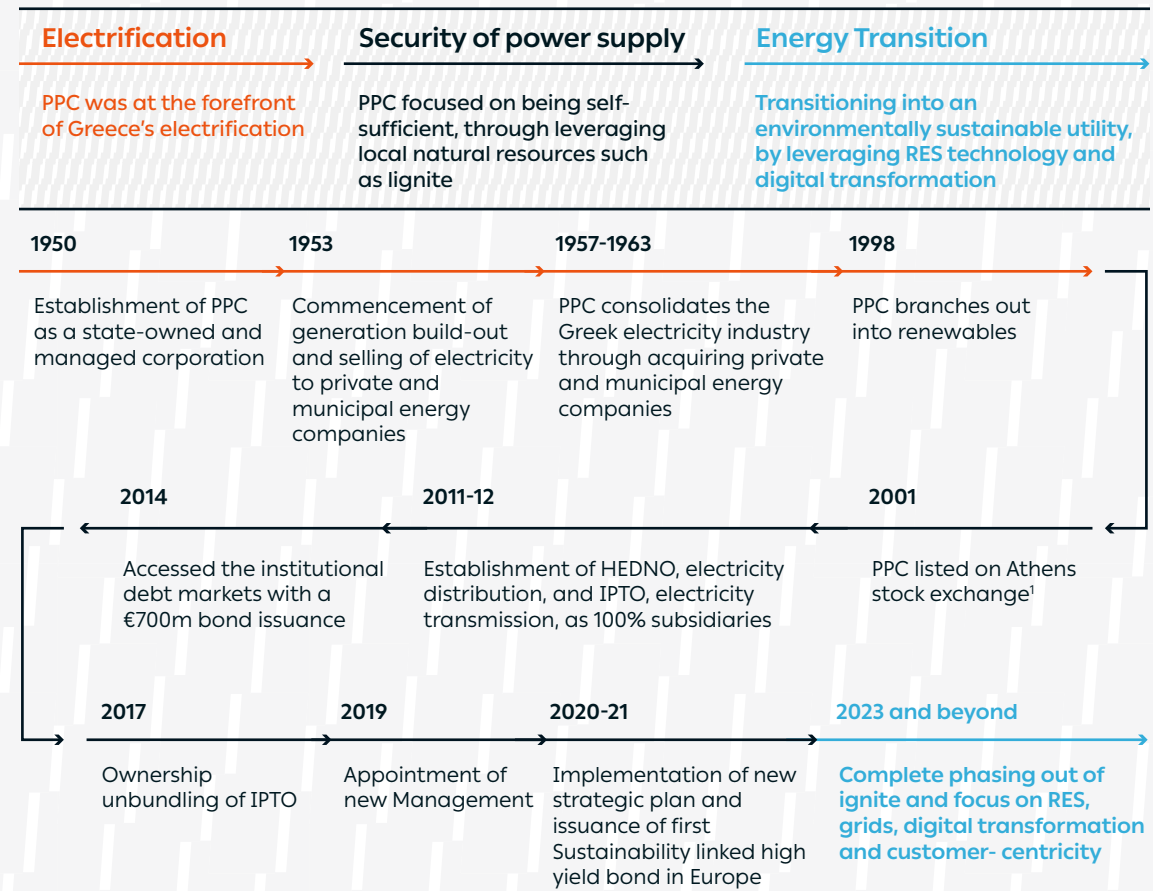 Electrification
PPC was at the forefront
of Greece's electrification
Security of power supply
PPC focused on being self-
sufficient, through leveraging
local natural resources such
as lignite
Energy Transition
Transitioning into an
environmentally sustainable utility,
by leveraging RES technology and
digital transformation
1950
Establishment of PPC
as a state-owned and
managed corporation
1953
Commencement of
generation build-out
and selling of electricity
to private and
municipal energy
companies
1957-1963
PPC consolidates the
Greek electricity industry
through acquiring private
and municipal energy
companies
1998
PPC branches out
into renewables
2001
PPC listed on Athens
stock exchange¹
2011-12
Establishment of HEDNO, electricity
distribution, and IPTO, electricity
transmission, as 100% subsidiaries
2014
Accessed the institutional
debt markets with a
€700m bond issuance
2017
Ownership
unbundling of IPTO
2019
Appointment of
new Management
2020-21
Implementation of new
strategic plan and
issuance of first
Sustainability linked high
yield bond in Europe
2023 and beyond
Complete phasing out of
ignite and focus on RES,
grids, digital transformation
and customer- centricity